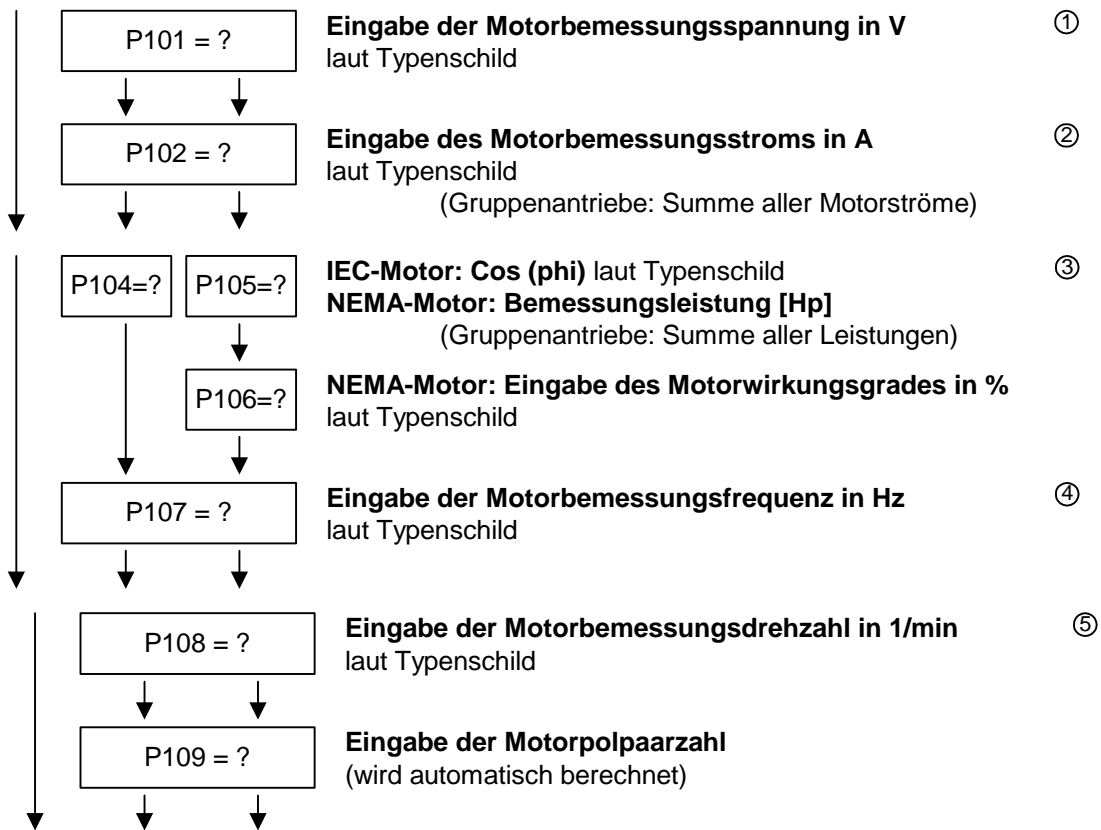 P101 = ?
Eingabe der Motorbemessungsspannung in V ①
laut Typenschild
P102 = ?
Eingabe des Motorbemessungsstroms in A ②
laut Typenschild
(Gruppenantriebe: Summe aller Motorströme)
P104=? P105=?
IEC-Motor: Cos (phi) laut Typenschild ③
NEMA-Motor: Bemessungsleistung [Hp]
(Gruppenantriebe: Summe aller Leistungen)
P106=?
NEMA-Motor: Eingabe des Motorwirkungsgrades in %
laut Typenschild
P107 = ?
Eingabe der Motorbemessungsfrequenz in Hz ④
laut Typenschild
P108 = ?
Eingabe der Motorbemessungsdrehzahl in 1/min ⑤
laut Typenschild
P109 = ?
Eingabe der Motorpolpaarzahl
(wird automatisch berechnet)